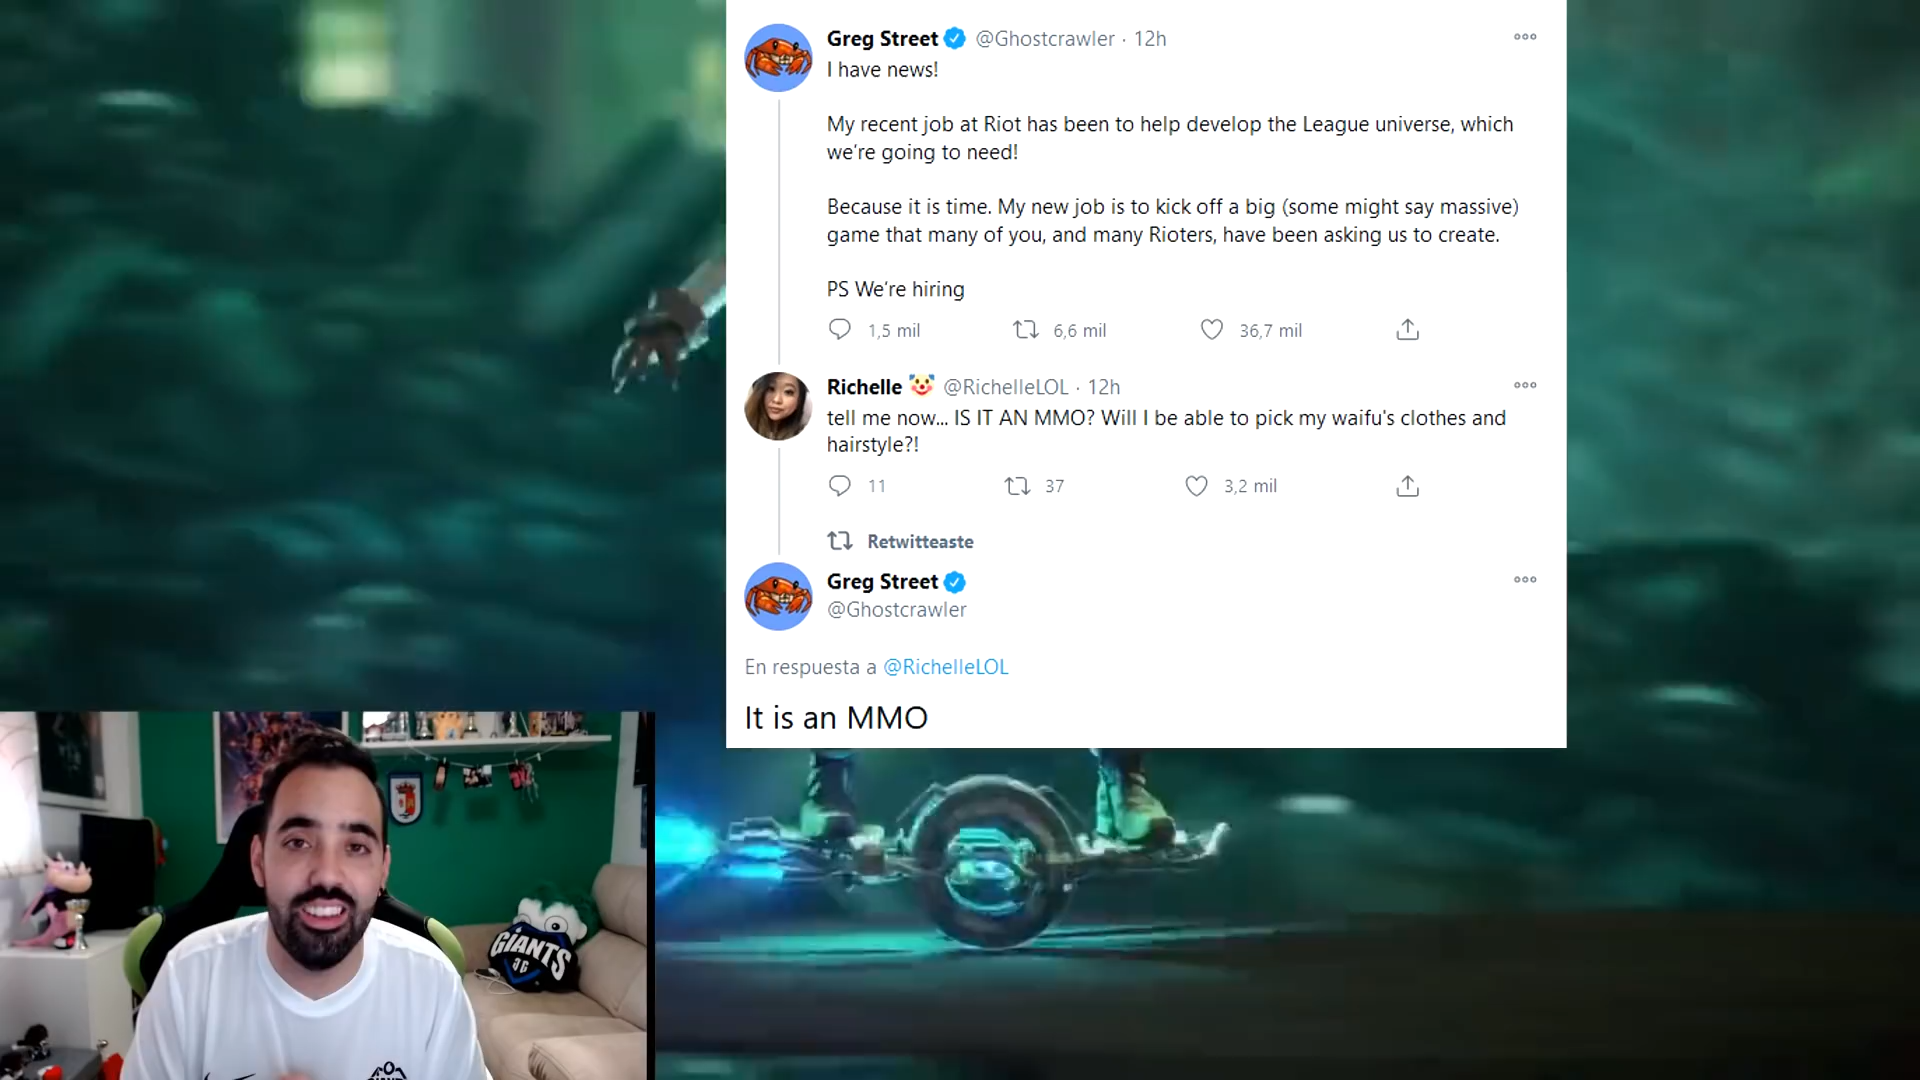 Greg Street @Ghostcrawler · 12h
I have news!
My recent job at Riot has been to help develop the League universe, which
we're going to need!
Because it is time. My new job is to kick off a big (some might say massive)
game that many of you, and many Rioters, have been asking us to create.
PS We're hiring
1,5 mil 6,6 mil 36,7 mil
Richelle 🤡 @RichelleLOL · 12h
tell me now... IS IT AN MMO? Will I be able to pick my waifu's clothes and
hairstyle?!
11 37 3,2 mil
Retwitteaste
Greg Street
@Ghostcrawler
En respuesta a @RichelleLOL
It is an MMO
GIANTS